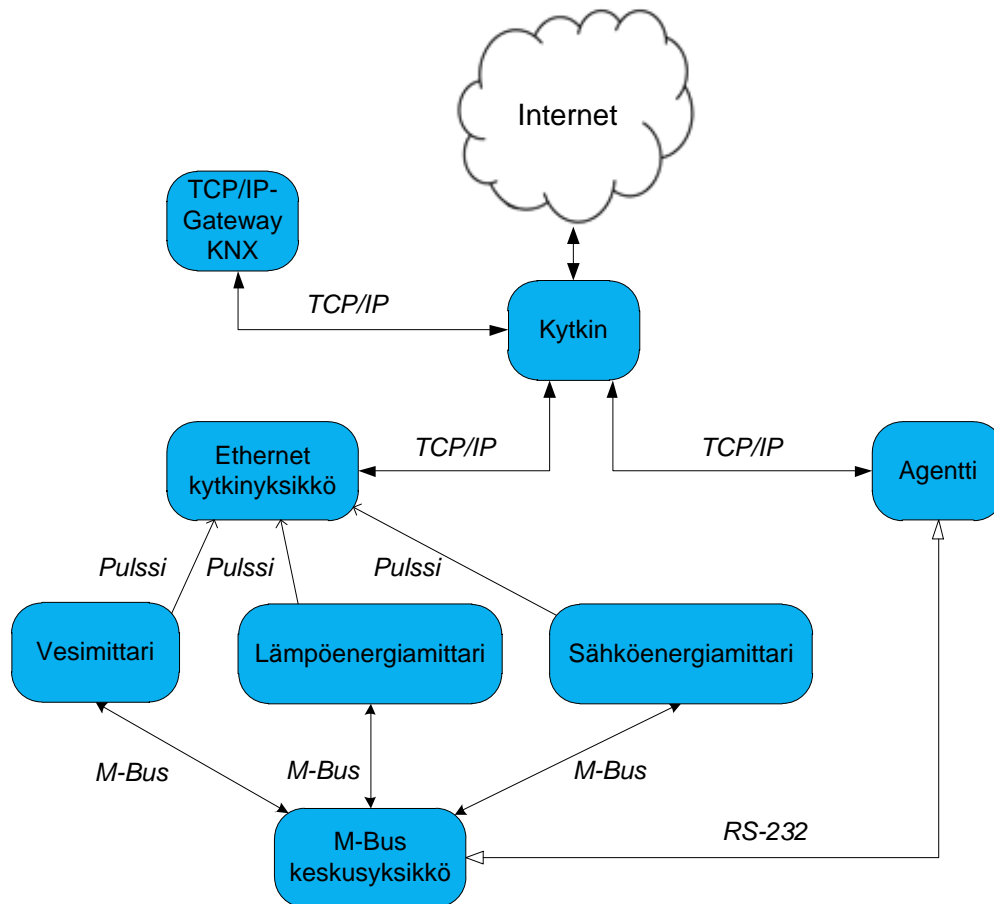 Internet
TCP/IP-
Gateway
KNX
TCP/IP
Kytkin
TCP/IP
TCP/IP
Ethernet
kytkinyksikkö
Agentti
Pulssi
Pulssi
Pulssi
Vesimittari
Lämpöenergiamittari
Sähköenergiamittari
M-Bus
M-Bus
M-Bus
RS-232
M-Bus
keskusyksikkö